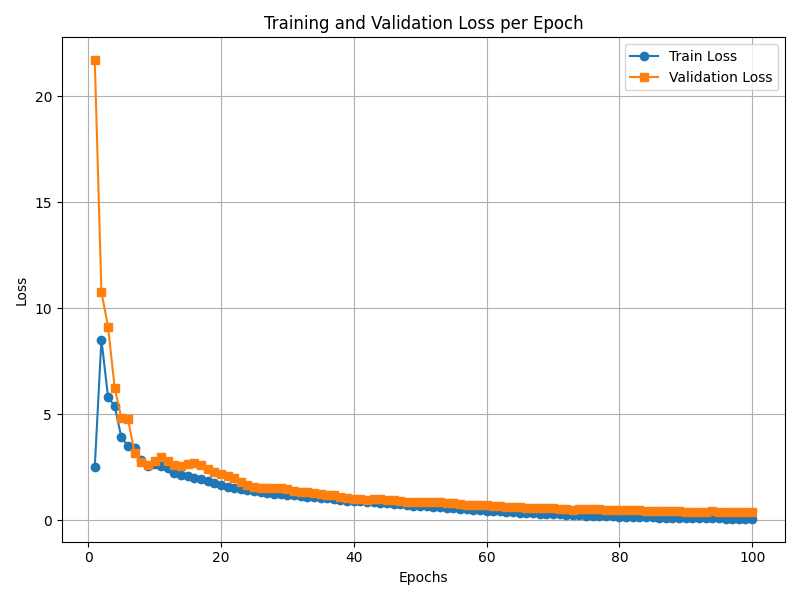 Training and Validation Loss per Epoch
Train Loss
Validation Loss
20
15
10
5
0
Loss
0 20 40 60 80 100
Epochs